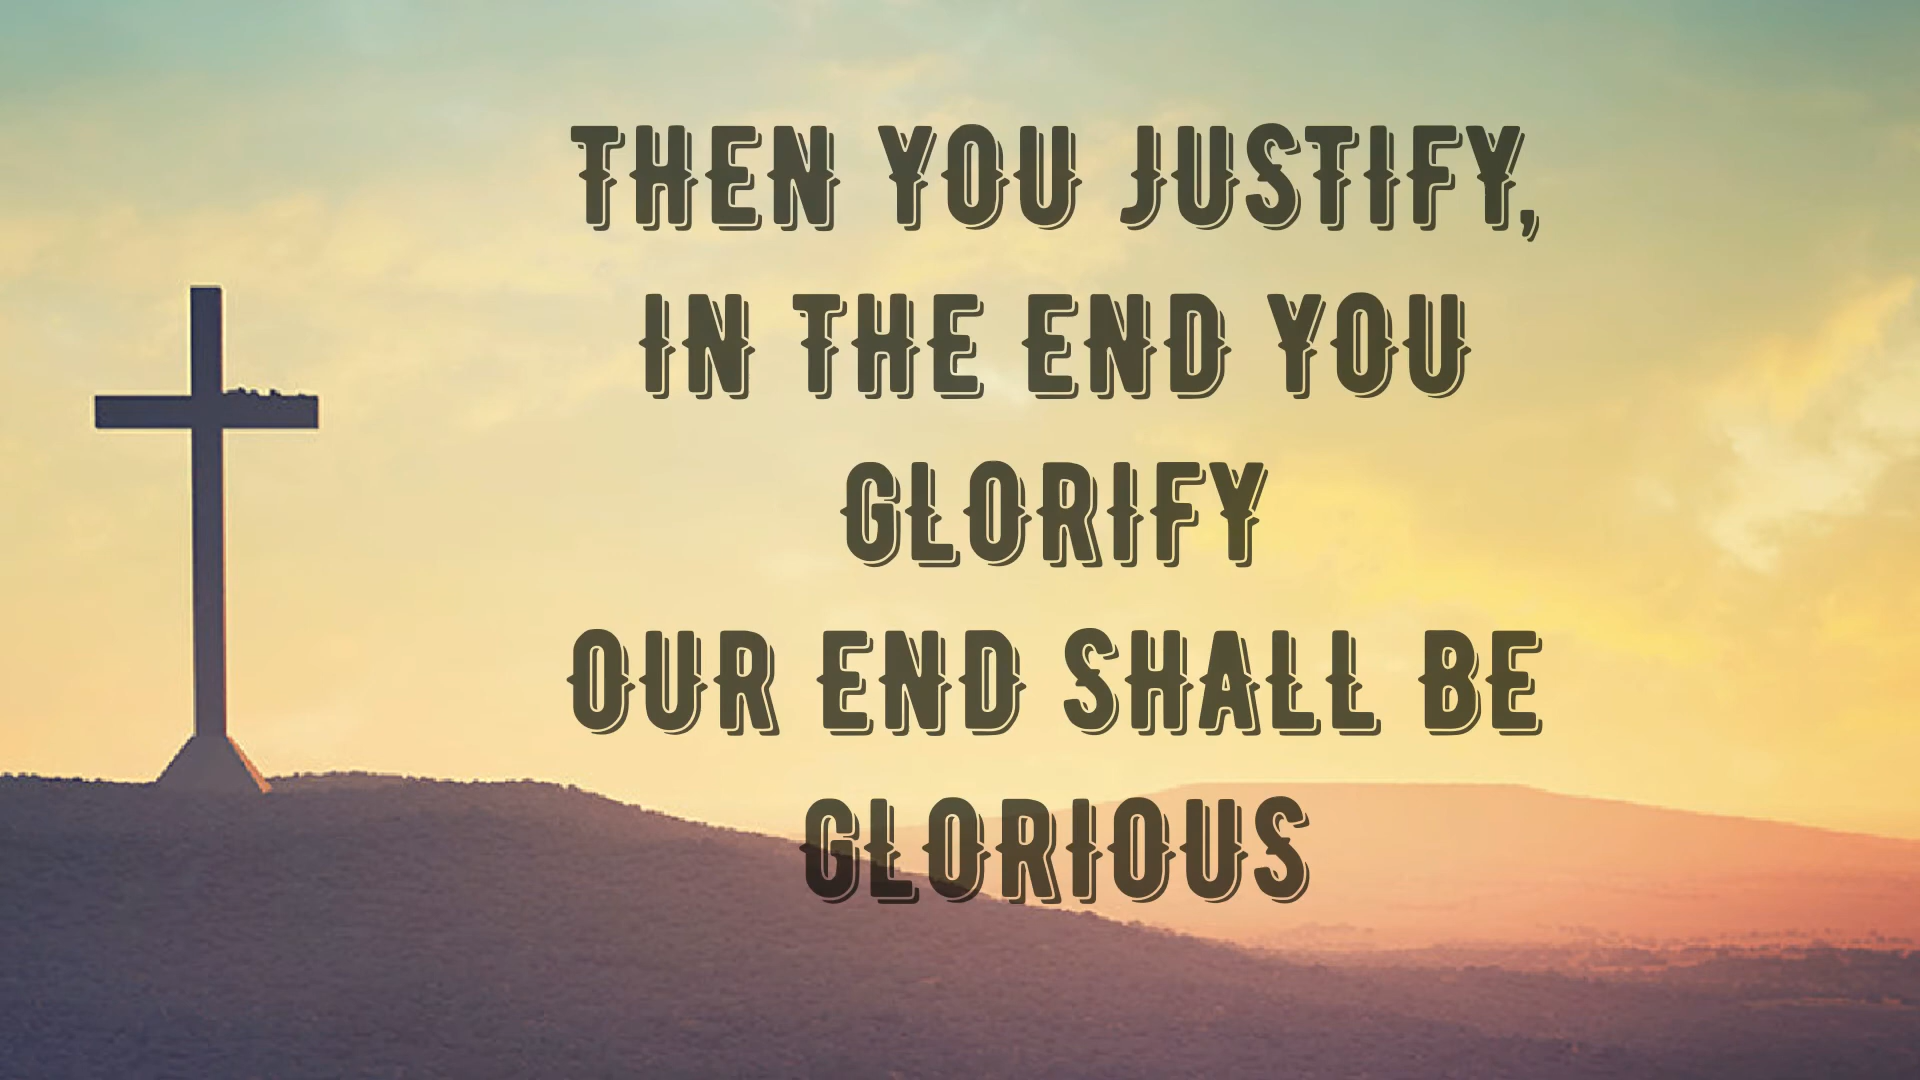 THEN YOU JUSTIFY,
IN THE END YOU
GLORIFY
OUR END SHALL BE
GLORIOUS